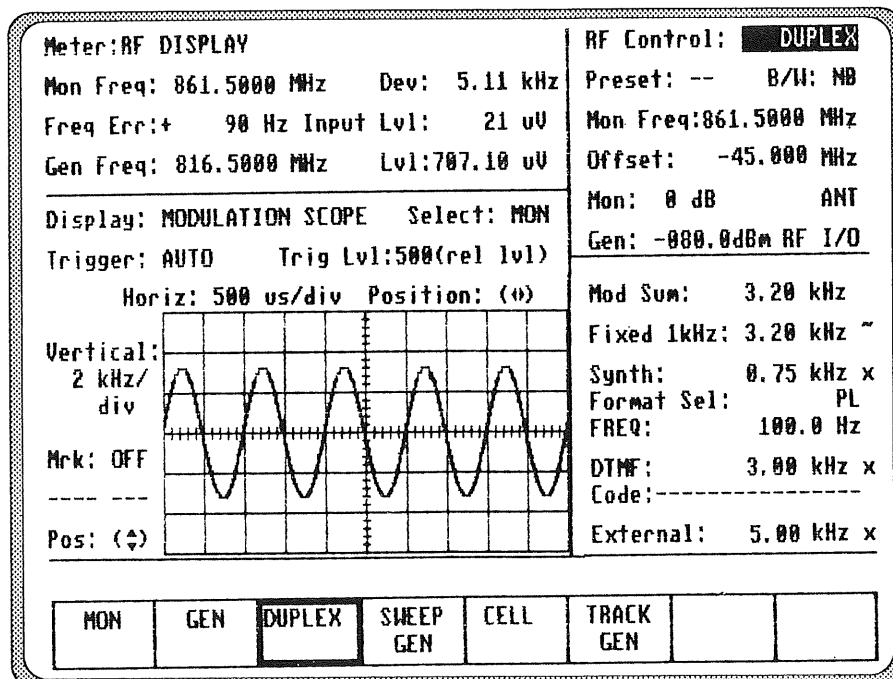 Meter:RF DISPLAY
Mon Freq: 861.5000 MHz Dev: 5.11 kHz
Freq Err:+ 90 Hz Input Lvl: 21 uV
Gen Freq: 816.5000 MHz Lvl:707.10 uV
RF Control: DUPLEX
Preset: -- B/W: NB
Mon Freq:861.5000 MHz
Offset: -45.000 MHz
Mon: 0 dB ANT
Gen: -080.0dBm RF I/O
Display: MODULATION SCOPE Select: MON
Trigger: AUTO Trig Lvl:500(rel lvl)
Horiz: 500 us/div Position: (↔)
Vertical:
2 kHz/
div
Mrk: OFF
---- ---
Pos: (↕)
Mod Sum: 3.20 kHz
Fixed 1kHz: 3.20 kHz ~
Synth: 0.75 kHz x
Format Sel: PL
FREQ: 100.0 Hz
DTMF: 3.00 kHz x
Code:----------------
External: 5.00 kHz x
MON
GEN
DUPLEX
SWEEP
GEN
CELL
TRACK
GEN